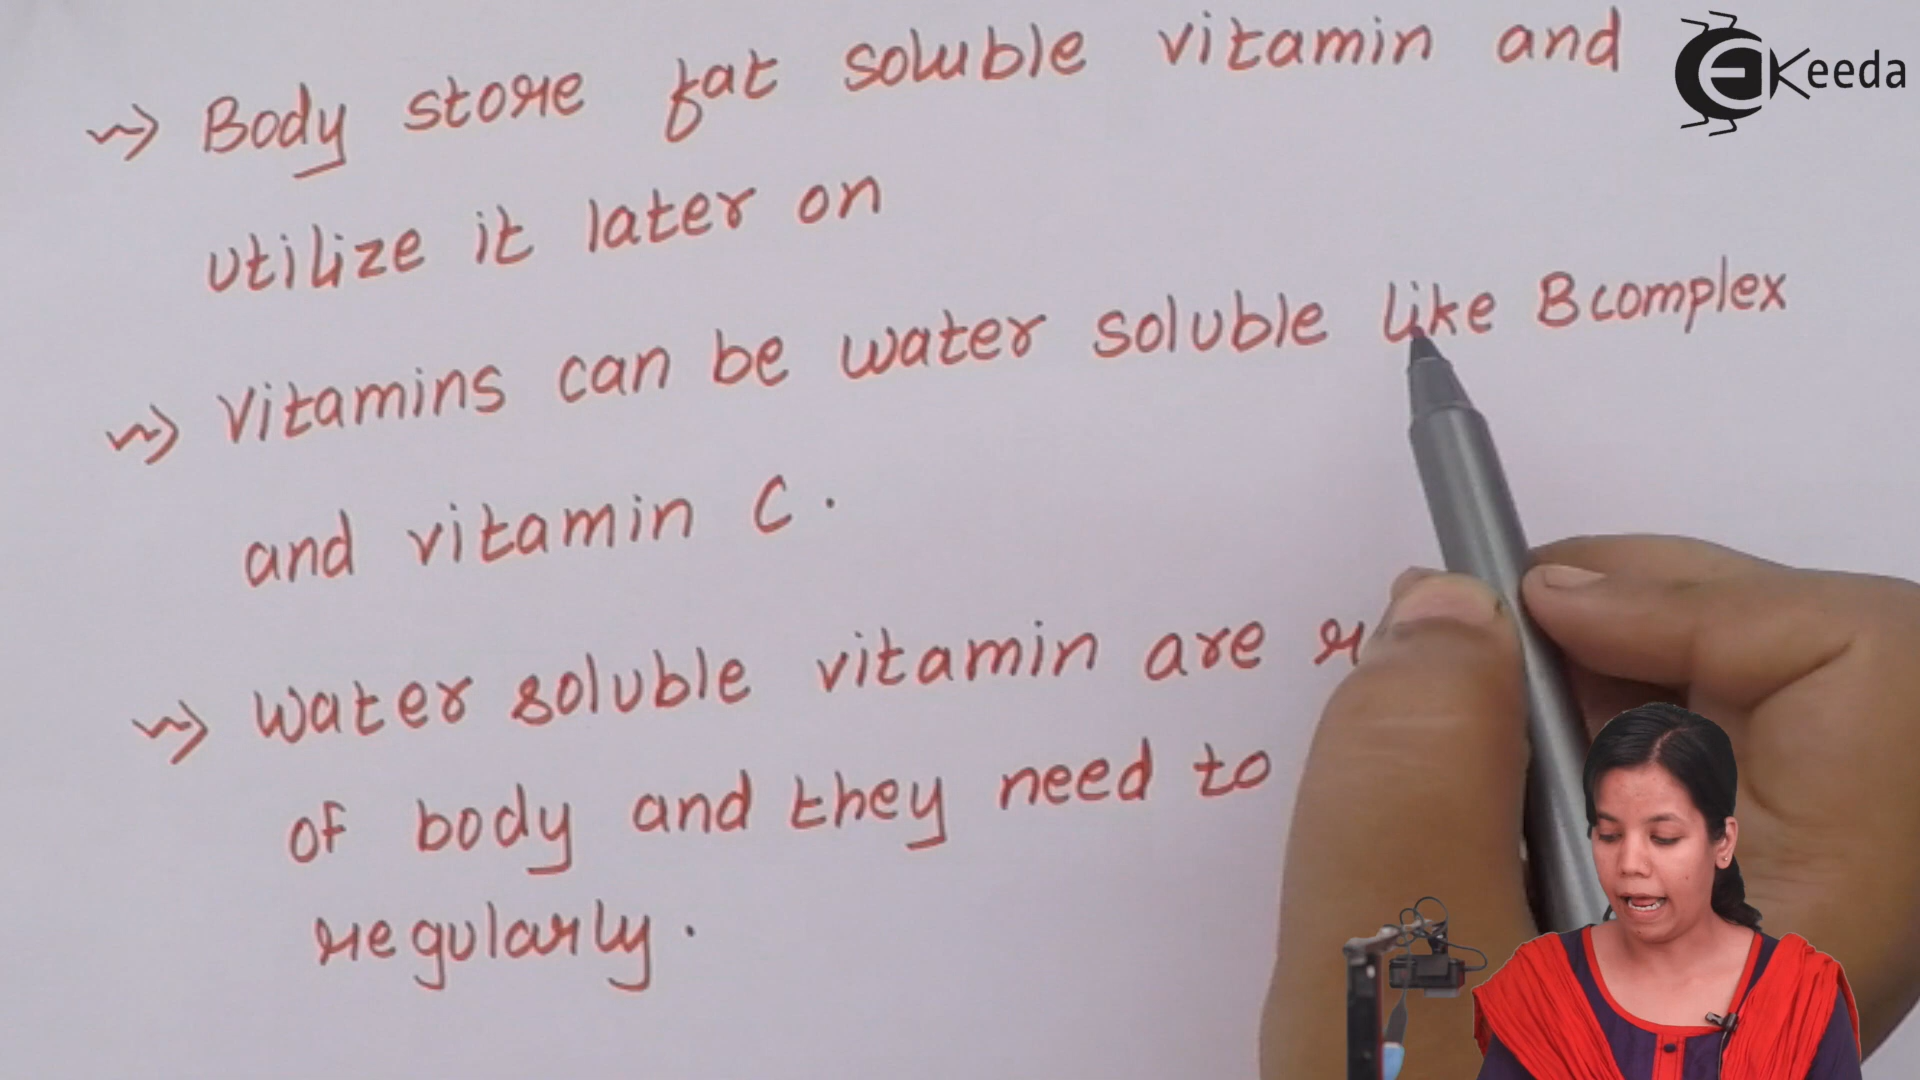 Body store fat soluble vitamin and
utilize it later on
Vitamins can be water soluble like B complex
and vitamin C.
Water soluble vitamin are
of body and they need to
regularly.
Ekeeda